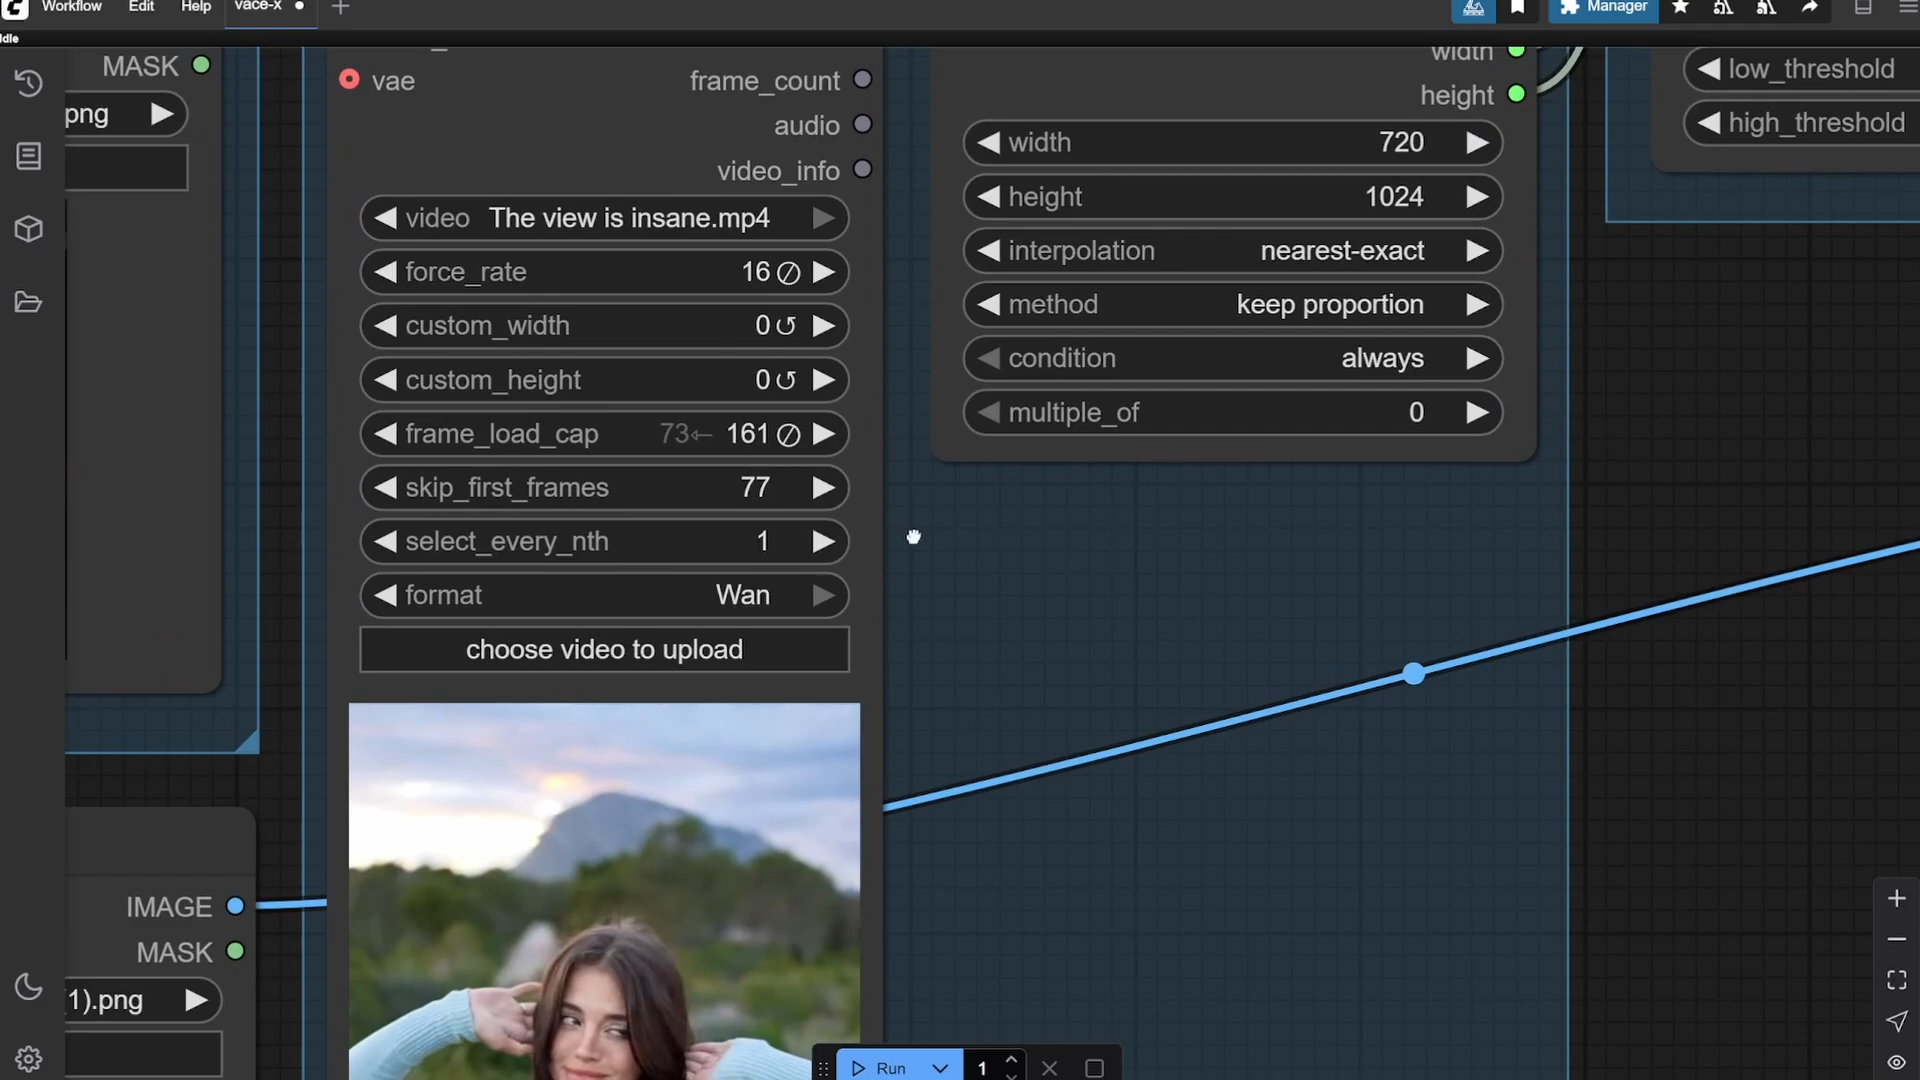 Workflow
Edit
Help
vace-x
Manager
Idle
MASK
png
vae
frame_count
audio
video_info
video The view is insane.mp4
force_rate 16
custom_width 0
custom_height 0
frame_load_cap 73← 161
skip_first_frames 77
select_every_nth 1
format Wan
choose video to upload
width
height
width 720
height 1024
interpolation nearest-exact
method keep proportion
condition always
multiple_of 0
low_threshold
high_threshold
IMAGE
MASK
(1).png
Run
1